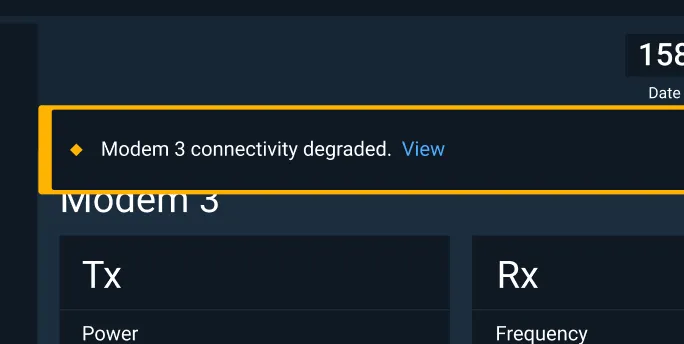 158
Date
Modem 3 connectivity degraded. View
Modem 3
Tx
Rx
Power
Frequency